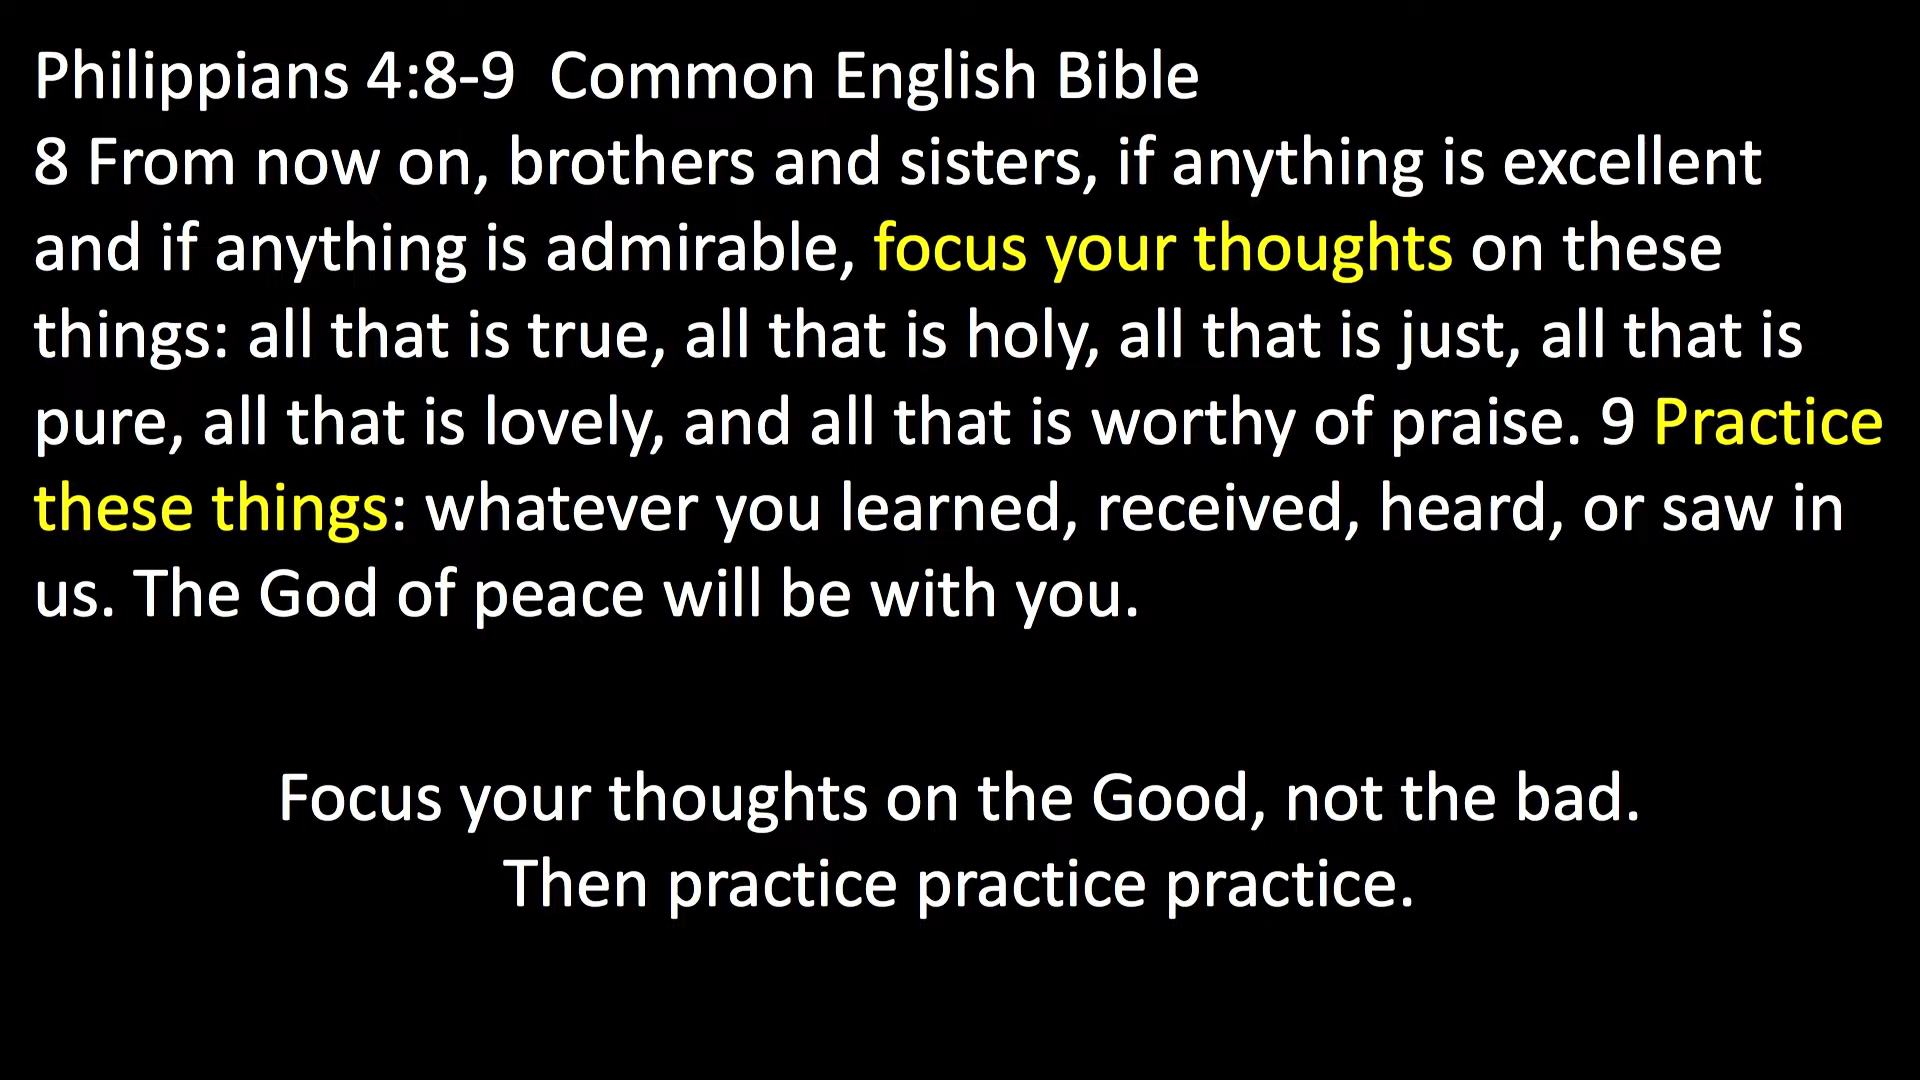 Philippians 4:8-9  Common English Bible
8 From now on, brothers and sisters, if anything is excellent
and if anything is admirable, focus your thoughts on these
things: all that is true, all that is holy, all that is just, all that is
pure, all that is lovely, and all that is worthy of praise. 9 Practice
these things: whatever you learned, received, heard, or saw in
us. The God of peace will be with you.
Focus your thoughts on the Good, not the bad.
Then practice practice practice.